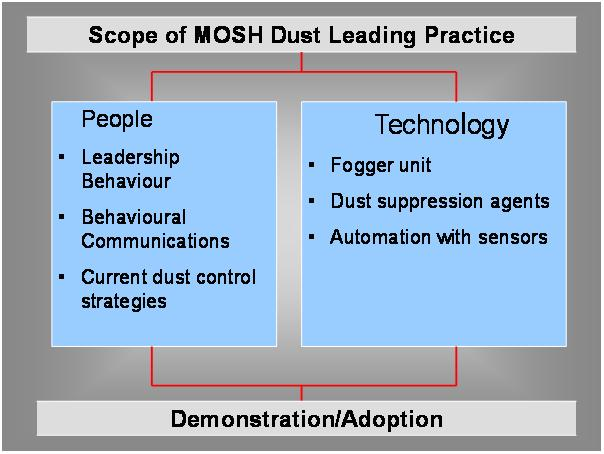 Scope of MOSH Dust Leading Practice
People
▪ Leadership
Behaviour
▪ Behavioural
Communications
▪ Current dust control
strategies
Technology
▪ Fogger unit
▪ Dust suppression agents
▪ Automation with sensors
Demonstration/Adoption